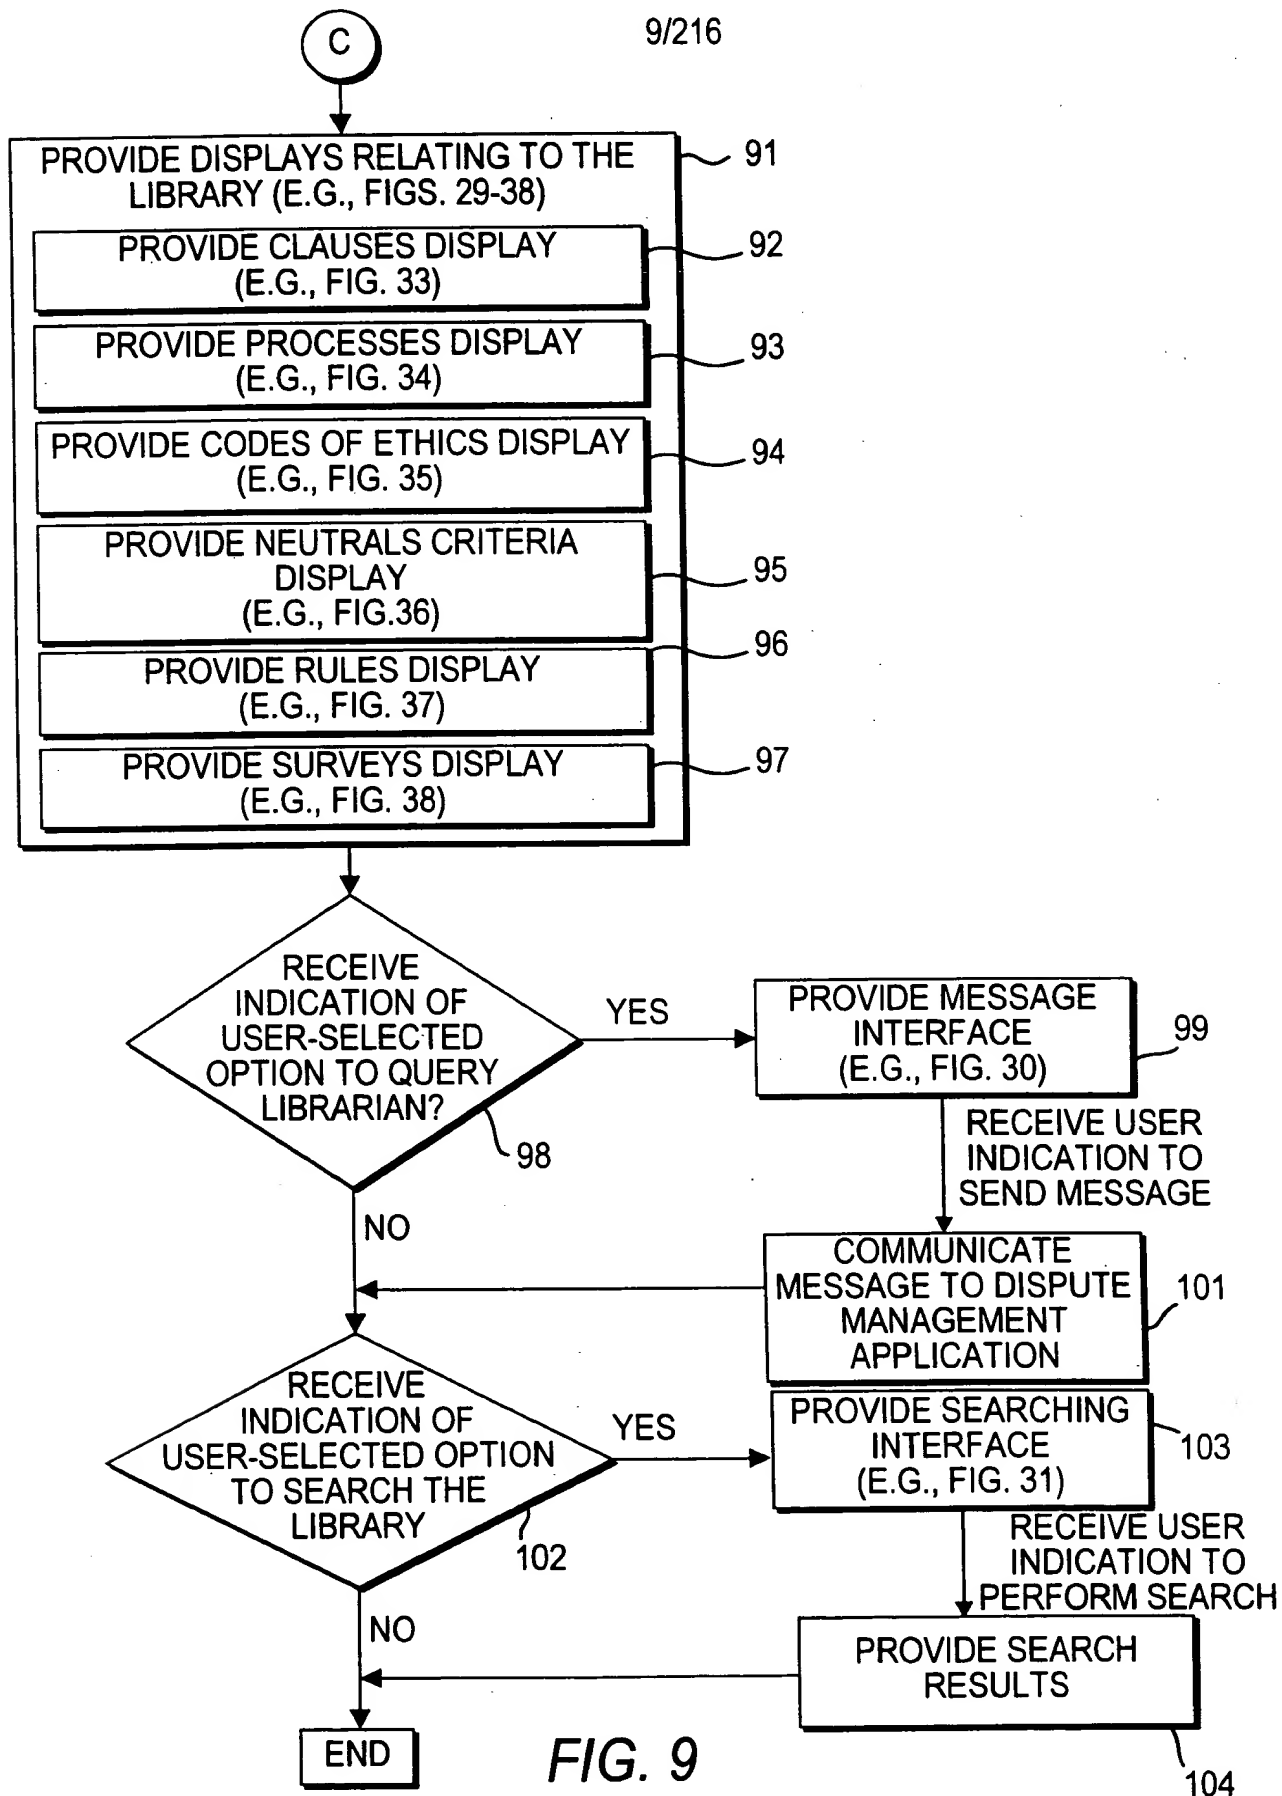 C
9/216
PROVIDE DISPLAYS RELATING TO THE
LIBRARY (E.G., FIGS. 29-38)
91
PROVIDE CLAUSES DISPLAY
(E.G., FIG. 33)
92
PROVIDE PROCESSES DISPLAY
(E.G., FIG. 34)
93
PROVIDE CODES OF ETHICS DISPLAY
(E.G., FIG. 35)
94
PROVIDE NEUTRALS CRITERIA
DISPLAY
(E.G., FIG.36)
95
PROVIDE RULES DISPLAY
(E.G., FIG. 37)
96
PROVIDE SURVEYS DISPLAY
(E.G., FIG. 38)
97
RECEIVE
INDICATION OF
USER-SELECTED
OPTION TO QUERY
LIBRARIAN?
98
YES
PROVIDE MESSAGE
INTERFACE
(E.G., FIG. 30)
99
RECEIVE USER
INDICATION TO
SEND MESSAGE
NO
COMMUNICATE
MESSAGE TO DISPUTE
MANAGEMENT
APPLICATION
101
RECEIVE
INDICATION OF
USER-SELECTED OPTION
TO SEARCH THE
LIBRARY
102
YES
PROVIDE SEARCHING
INTERFACE
(E.G., FIG. 31)
103
RECEIVE USER
INDICATION TO
PERFORM SEARCH
NO
PROVIDE SEARCH
RESULTS
104
END
FIG. 9